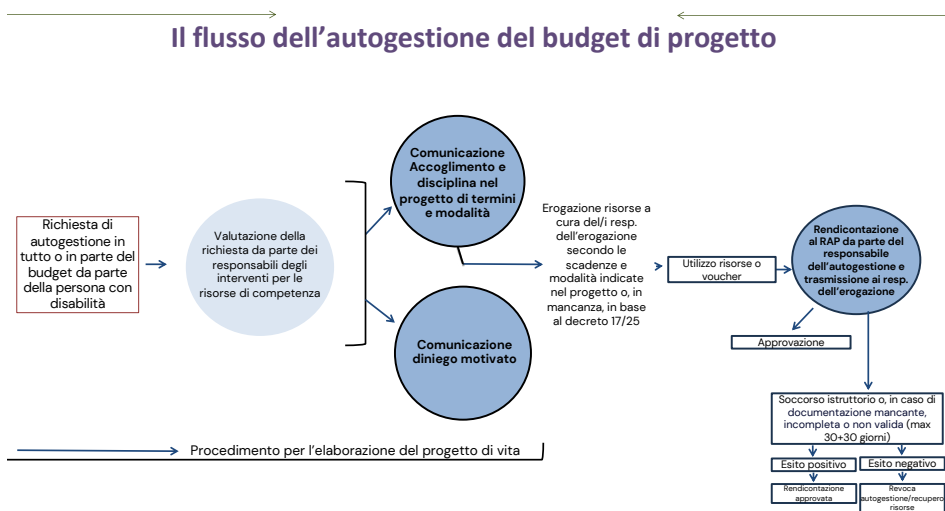 Il flusso dell'autogestione del budget di progetto
Richiesta di
autogestione in
tutto o in parte del
budget da parte
della persona con
disabilità
Valutazione della
richiesta da parte dei
responsabili degli
interventi per le
risorse di competenza
Comunicazione
Accoglimento e
disciplina nel
progetto di termini
e modalità
Comunicazione
diniego motivato
Erogazione risorse a
cura del/i resp.
dell'erogazione
secondo le
scadenze e
modalità indicate
nel progetto o, in
mancanza, in base
al decreto 17/25
Utilizzo risorse o
voucher
Rendicontazione
al RAP da parte del
responsabile
dell'autogestione e
trasmissione ai resp.
dell'erogazione
Approvazione
Soccorso istruttorio o, in caso di
documentazione mancante,
incompleta o non valida (max
30+30 giorni)
Esito positivo
Esito negativo
Rendicontazione
approvata
Revoca
autogestione/recupero
risorse
Procedimento per l'elaborazione del progetto di vita